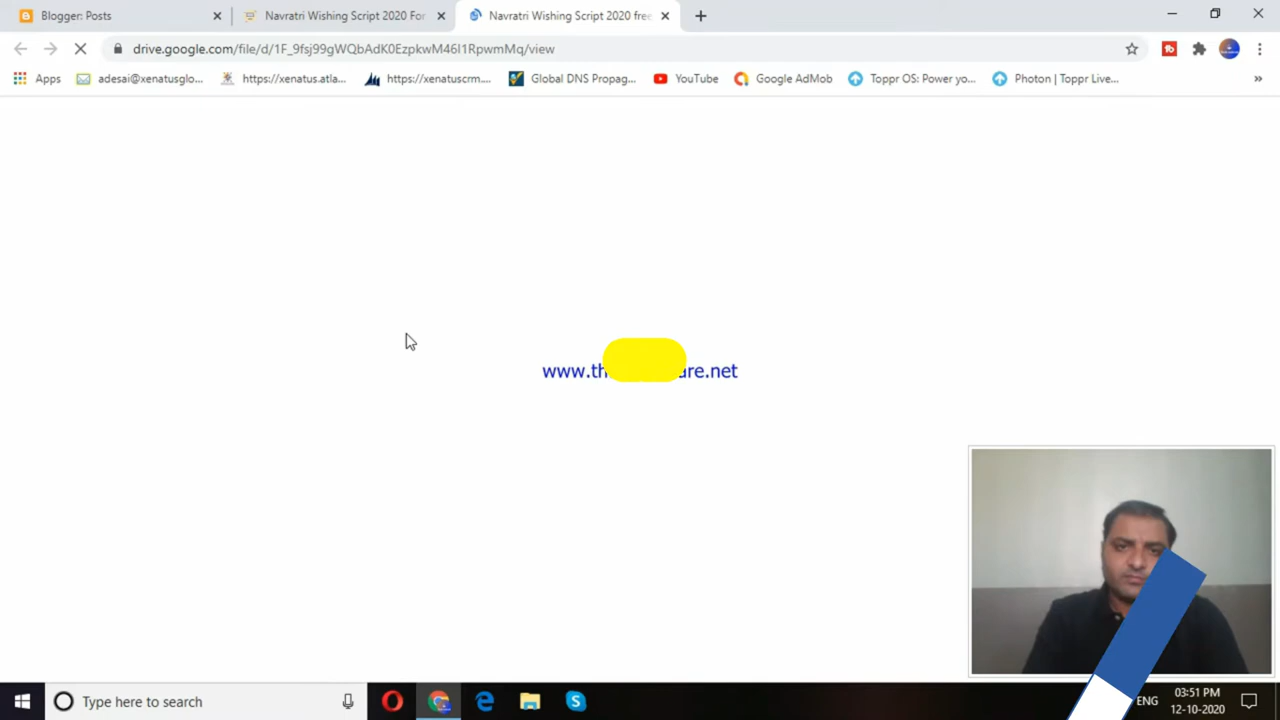 Blogger: Posts
Navratri Wishing Script 2020 For
Navratri Wishing Script 2020 free
drive.google.com/file/d/1F_9fsj99gWQbAdK0EzpkwM46I1RpwmMq/view
Apps
adesai@xenatusglo...
https://xenatus.atla...
https://xenatuscrm....
Global DNS Propag...
YouTube
Google AdMob
Toppr OS: Power yo...
Photon | Toppr Live...
www.th are.net
Type here to search
ENG
03:51 PM
12-10-2020